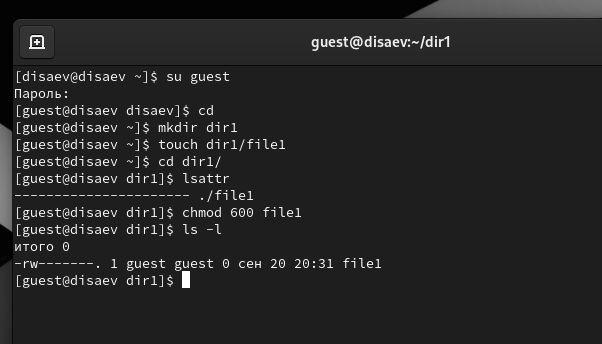 guest@disaev:~/dir1
[disaev@disaev ~]$ su guest
Пароль:
[guest@disaev disaev]$ cd
[guest@disaev ~]$ mkdir dir1
[guest@disaev ~]$ touch dir1/file1
[guest@disaev ~]$ cd dir1/
[guest@disaev dir1]$ lsattr
---------------------- ./file1
[guest@disaev dir1]$ chmod 600 file1
[guest@disaev dir1]$ ls -l
итого 0
-rw-------. 1 guest guest 0 сен 20 20:31 file1
[guest@disaev dir1]$